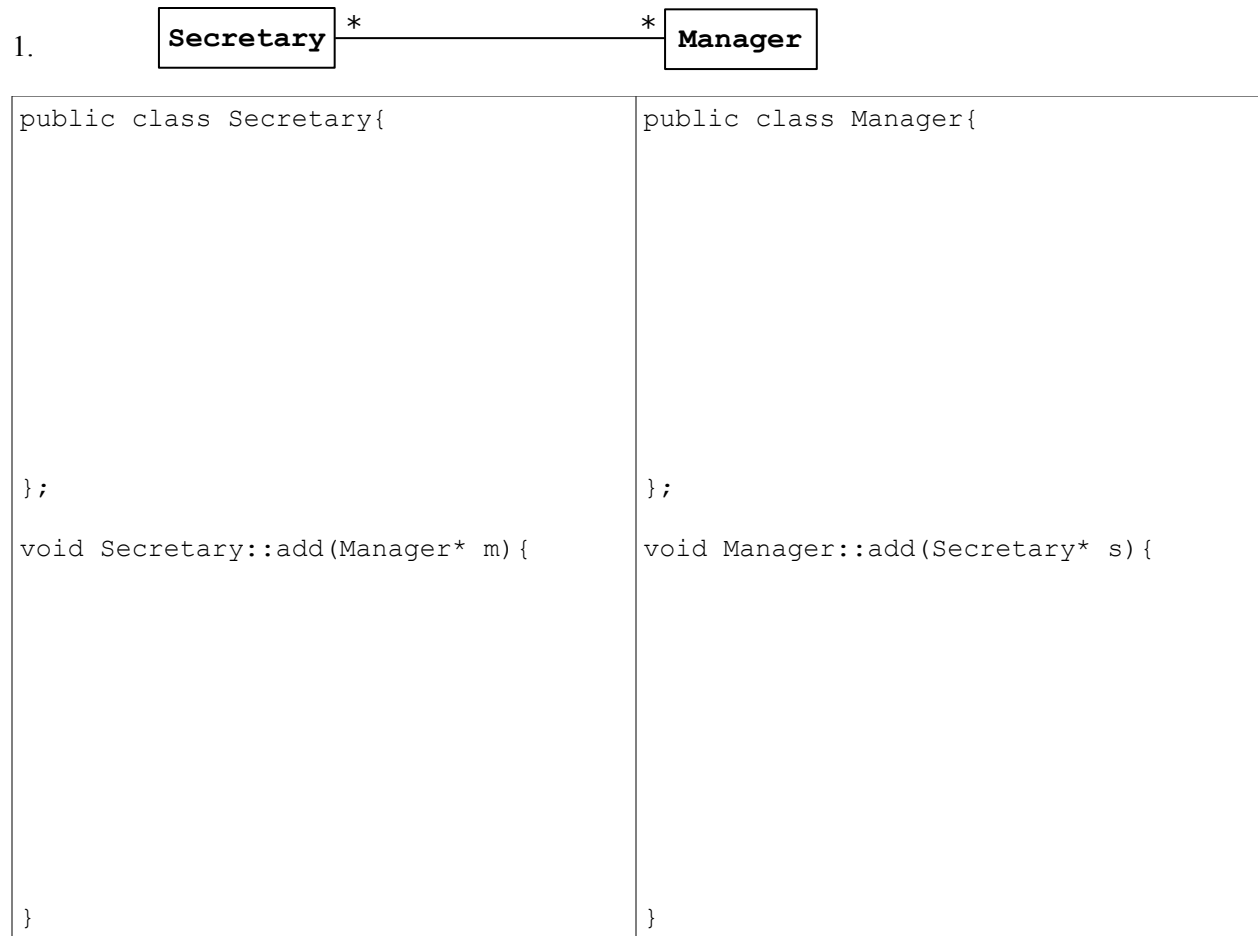 1.
Secretary * * Manager
public class Secretary{
};
void Secretary::add(Manager* m){
}
public class Manager{
};
void Manager::add(Secretary* s){
}